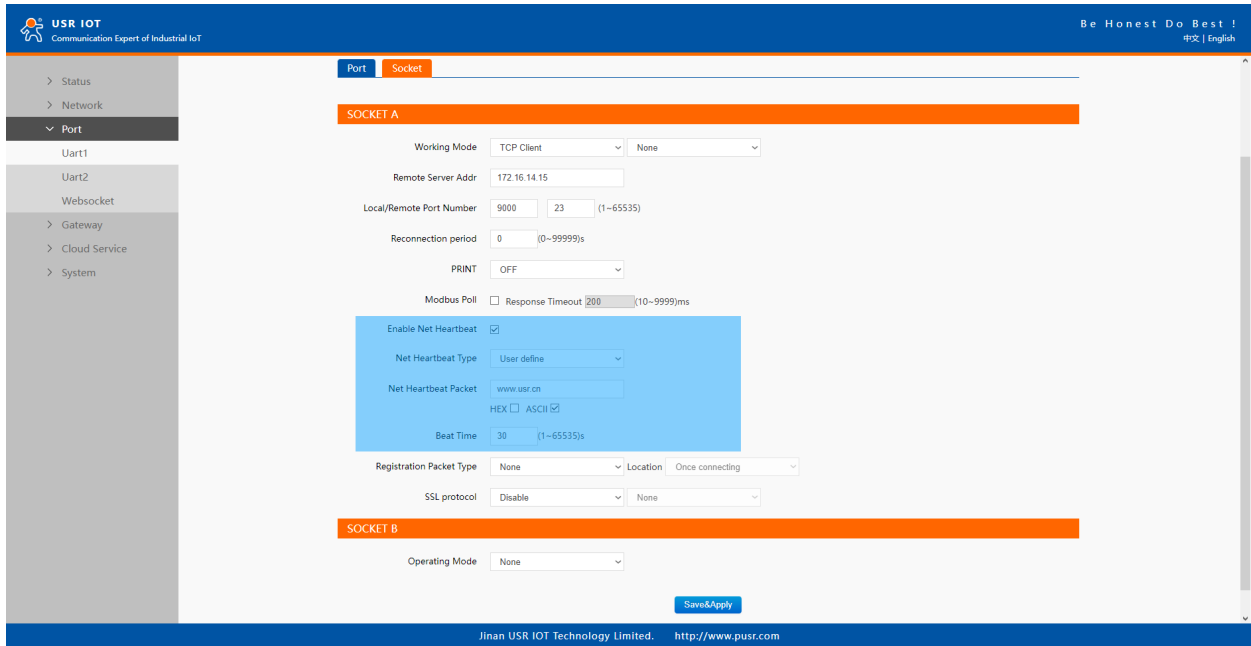 USR IOT
Communication Expert of Industrial IoT
Be Honest Do Best !
中文 | English
Status
Network
Port
Uart1
Uart2
Websocket
Gateway
Cloud Service
System
Port Socket
SOCKET A
Working Mode TCP Client None
Remote Server Addr 172.16.14.15
Local/Remote Port Number 9000 23 (1~65535)
Reconnection period 0 (0~99999)s
PRINT OFF
Modbus Poll Response Timeout 200 (10~9999)ms
Enable Net Heartbeat
Net Heartbeat Type User define
Net Heartbeat Packet www.usr.cn
HEX ASCII
Beat Time 30 (1~65535)s
Registration Packet Type None Location Once connecting
SSL protocol Disable None
SOCKET B
Operating Mode None
Save&Apply
Jinan USR IOT Technology Limited. http://www.pusr.com